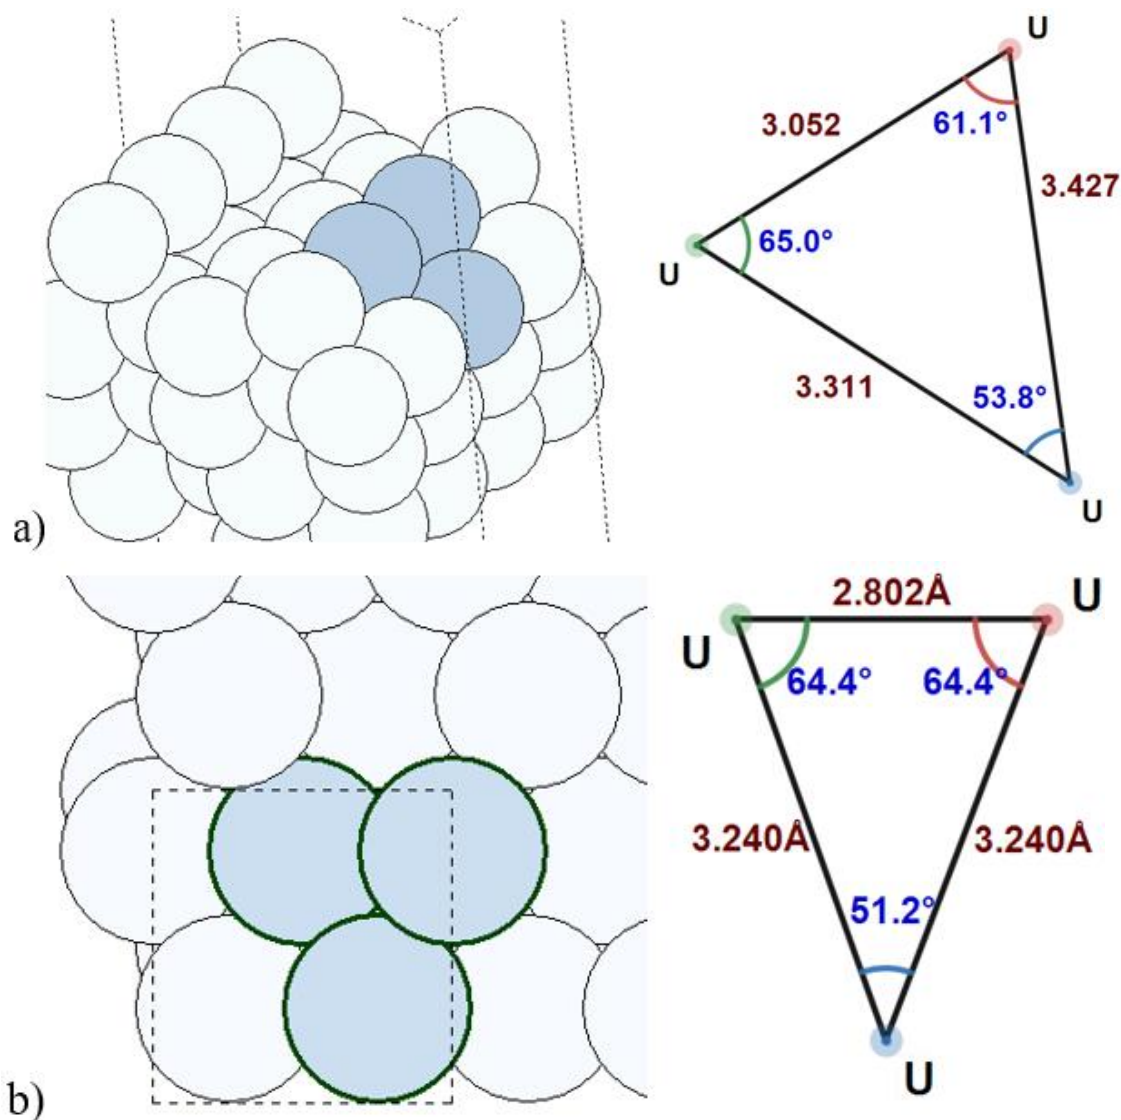 U
61.1°
3.052
3.427
65.0°
U
3.311
53.8°
U
a)
2.802Å
U
U
64.4°
64.4°
3.240Å
3.240Å
51.2°
U
b)